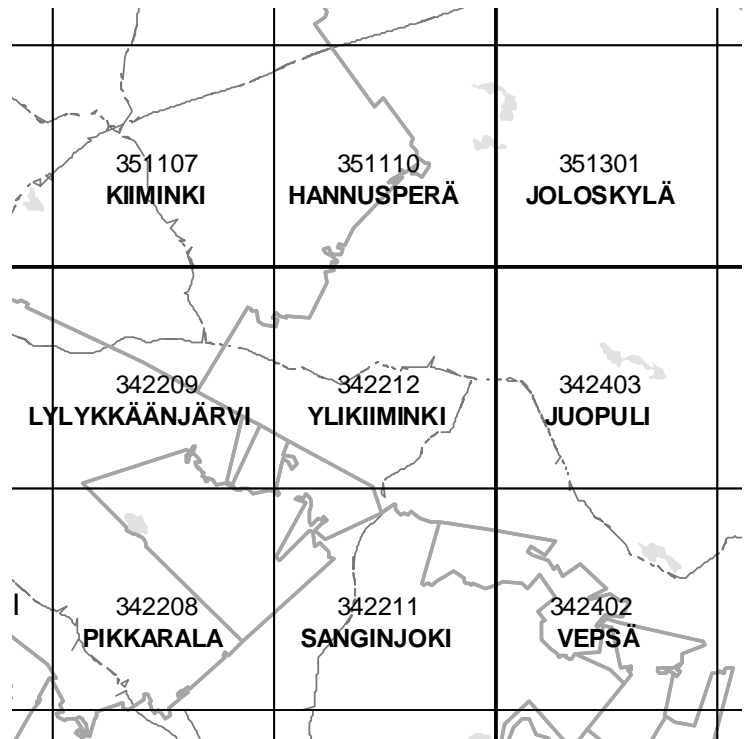 351107 351110 351301
KIIMINKI HANNUSPERÄ JOLOSKYLÄ
342209 342212 342403
LYLYKKÄÄNJÄRVI YLIKIIMINKI JUOPULI
I 342208 342211 342402
PIKKARALA SANGINJOKI VEPSÄ